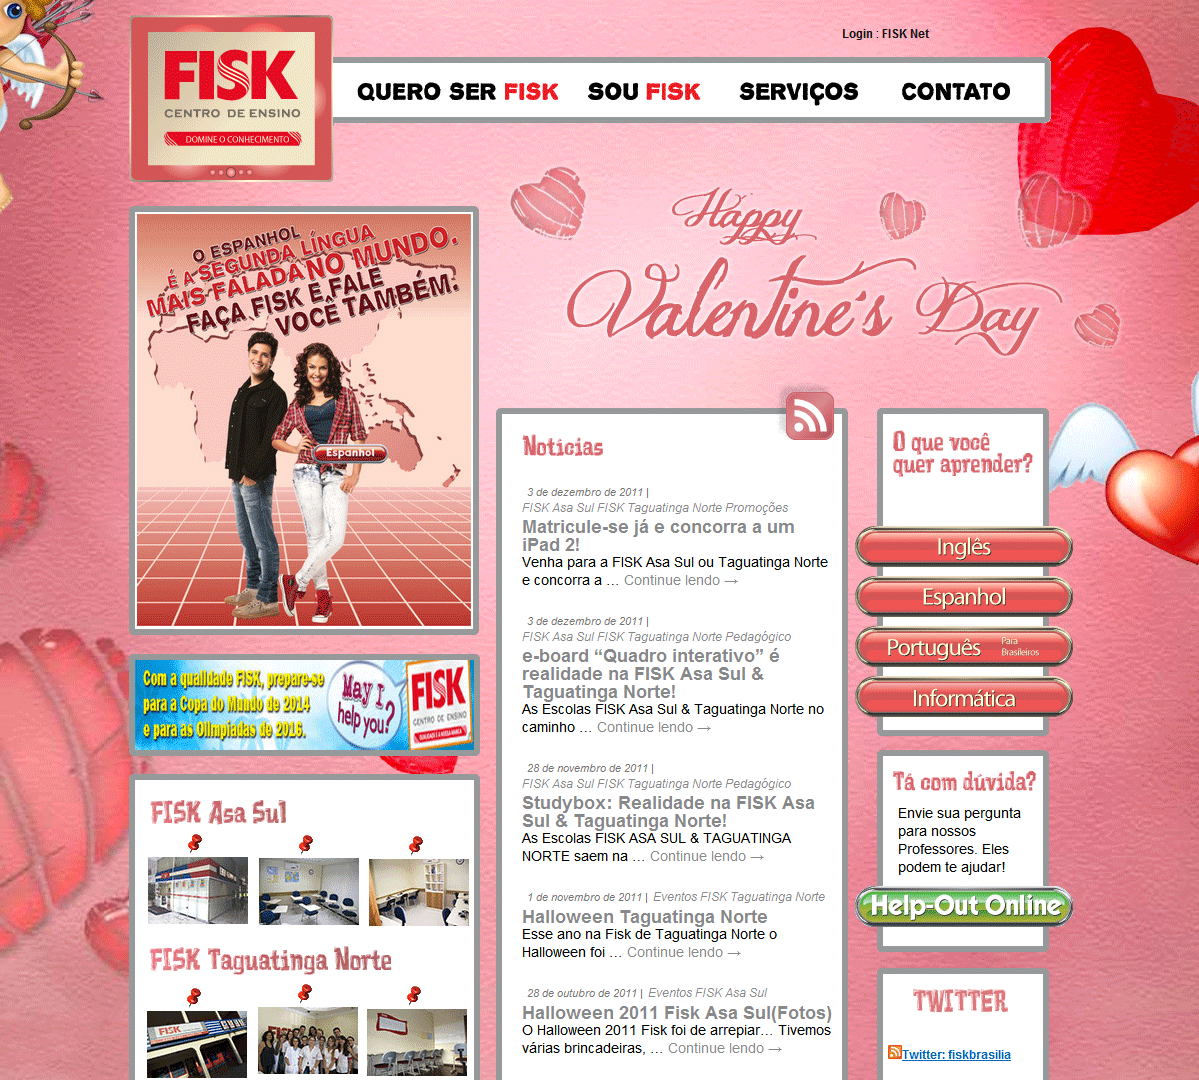 Login : FISK Net
FISK
CENTRO DE ENSINO
DOMINE O CONHECIMENTO
QUERO SER FISK
SOU FISK
SERVIÇOS
CONTATO
Happy
Valentine's Day
O ESPANHOL
É A SEGUNDA LÍNGUA
MAIS FALADA NO MUNDO.
FAÇA FISK E FALE
VOCÊ TAMBÉM.
Espanhol
Com a qualidade FISK, prepare-se
para a Copa do Mundo de 2014
e para as Olimpíadas de 2016.
May I
help you?
FISK
CENTRO DE ENSINO
FISK Asa Sul
FISK Taguatinga Norte
Notícias
3 de dezembro de 2011 |
FISK Asa Sul FISK Taguatinga Norte Promoções
Matricule-se já e concorra a um
iPad 2!
Venha para a FISK Asa Sul ou Taguatinga Norte
e concorra a … Continue lendo →
3 de dezembro de 2011 |
FISK Asa Sul FISK Taguatinga Norte Pedagógico
e-board “Quadro interativo” é
realidade na FISK Asa Sul &
Taguatinga Norte!
As Escolas FISK Asa Sul & Taguatinga Norte no
caminho … Continue lendo →
28 de novembro de 2011 |
FISK Asa Sul FISK Taguatinga Norte Pedagógico
Studybox: Realidade na FISK Asa
Sul & Taguatinga Norte!
As Escolas FISK ASA SUL & TAGUATINGA
NORTE saem na … Continue lendo →
1 de novembro de 2011 | Eventos FISK Taguatinga Norte
Halloween Taguatinga Norte
Esse ano na Fisk de Taguatinga Norte o
Halloween foi … Continue lendo →
28 de outubro de 2011 | Eventos FISK Asa Sul
Halloween 2011 Fisk Asa Sul(Fotos)
O Halloween 2011 Fisk foi de arrepiar… Tivemos
várias brincadeiras, … Continue lendo →
O que você
quer aprender?
Inglês
Espanhol
Português Para
Brasileiros
Informática
Tá com dúvida?
Envie sua pergunta
para nossos
Professores. Eles
podem te ajudar!
Help-Out Online
TWITTER
Twitter: fiskbrasilia